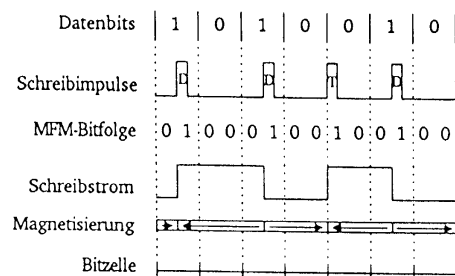 Datenbits 1 0 1 0 0 1 0
Schreibimpulse D D T D
MFM-Bitfolge 0 1 0 0 0 1 0 0 1 0 0 1 0 0
Schreibstrom
Magnetisierung
Bitzelle